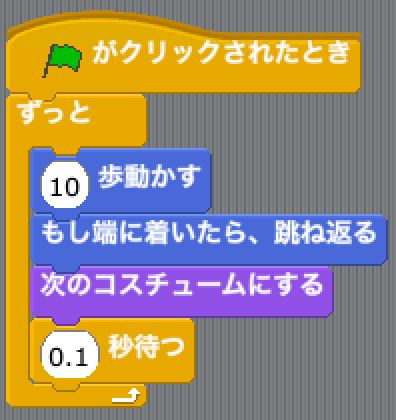 がクリックされたとき
ずっと
10 歩動かす
もし端に着いたら、跳ね返る
次のコスチュームにする
0.1 秒待つ